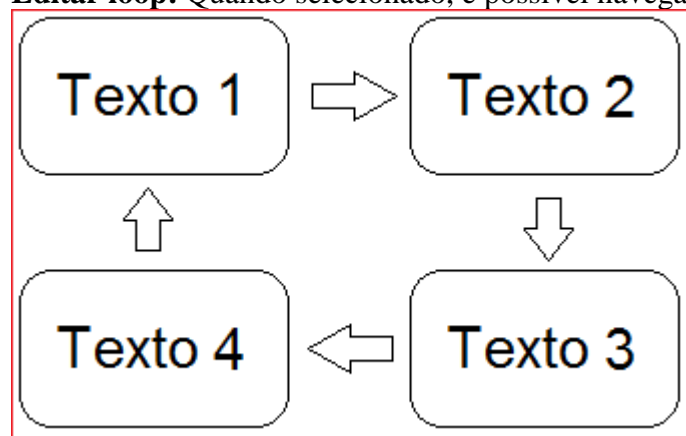 Editar loop: Quando selecionado, é possível navega
Texto 1
Texto 2
Texto 4
Texto 3